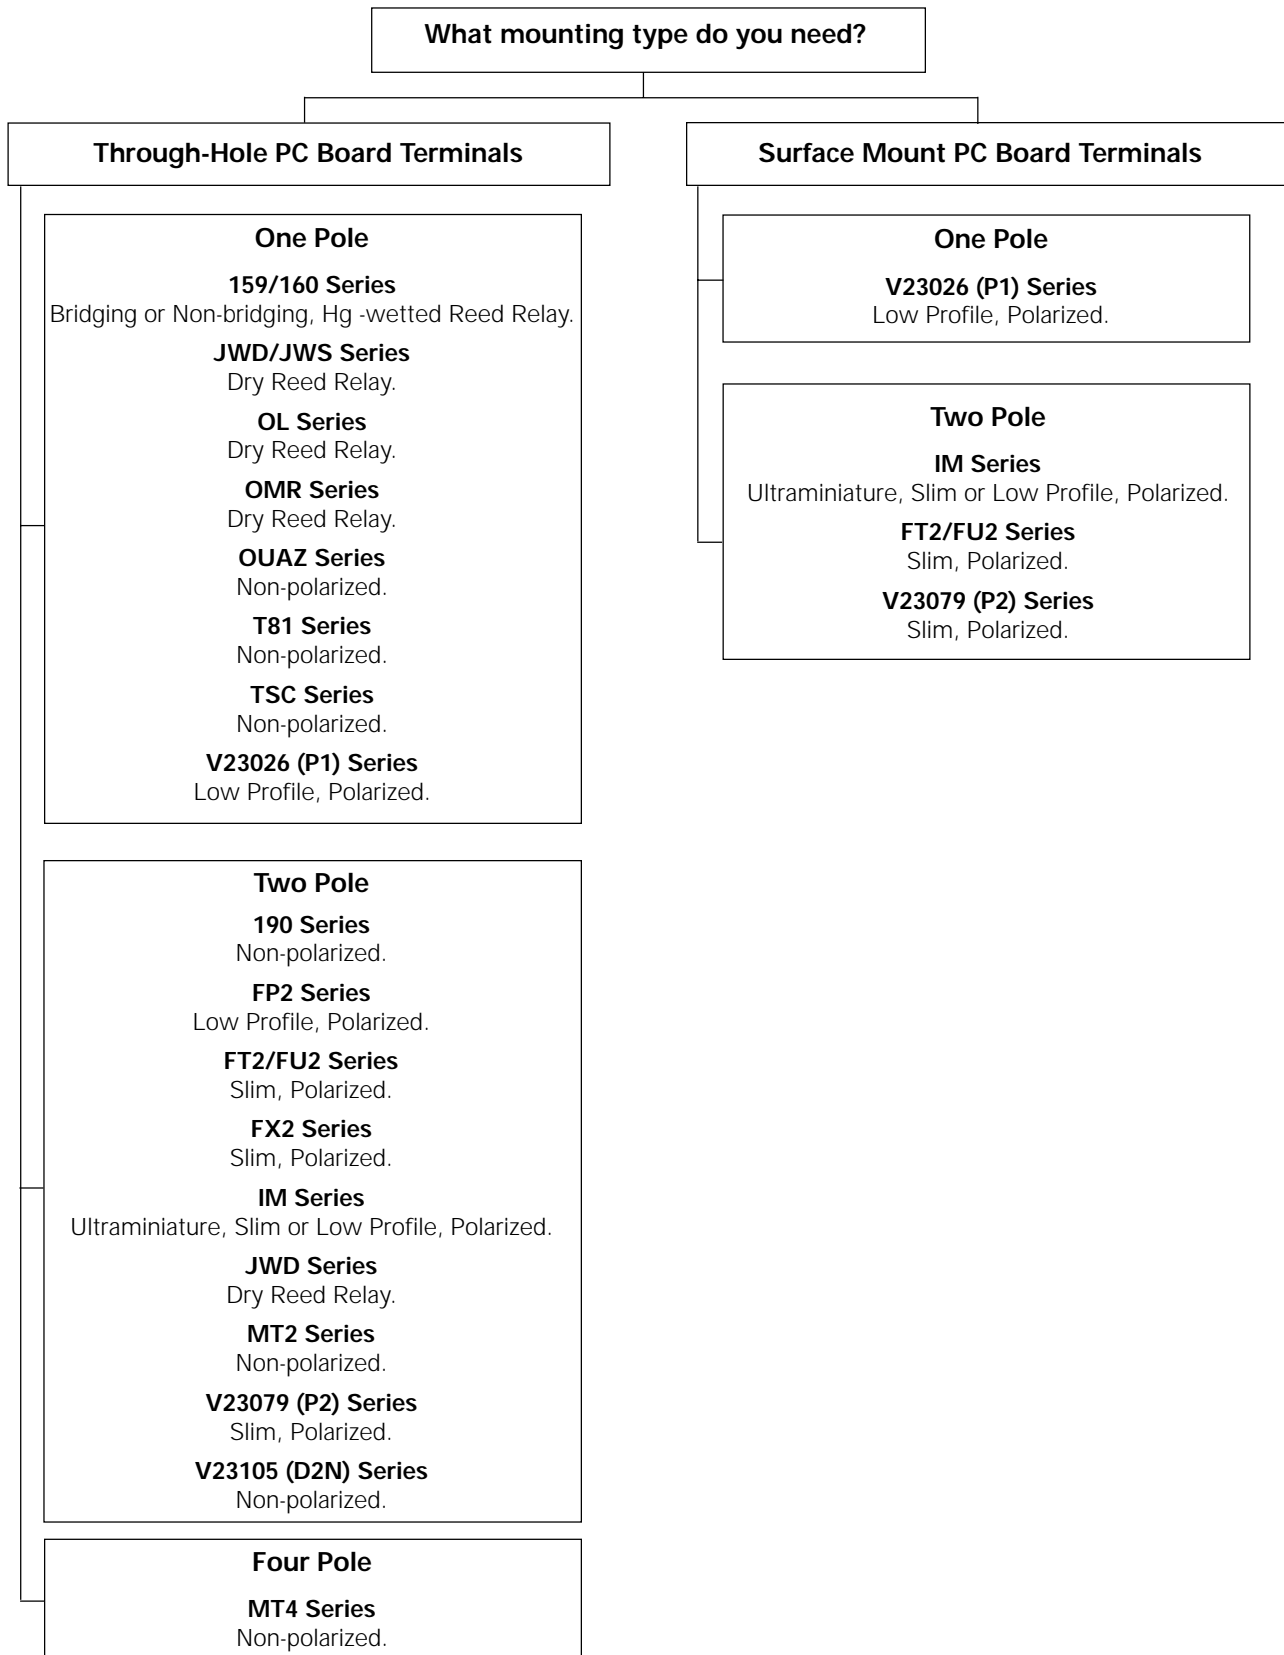 What mounting type do you need?
Through-Hole PC Board Terminals
One Pole
159/160 Series
Bridging or Non-bridging, Hg -wetted Reed Relay.
JWD/JWS Series
Dry Reed Relay.
OL Series
Dry Reed Relay.
OMR Series
Dry Reed Relay.
OUAZ Series
Non-polarized.
T81 Series
Non-polarized.
TSC Series
Non-polarized.
V23026 (P1) Series
Low Profile, Polarized.
Two Pole
190 Series
Non-polarized.
FP2 Series
Low Profile, Polarized.
FT2/FU2 Series
Slim, Polarized.
FX2 Series
Slim, Polarized.
IM Series
Ultraminiature, Slim or Low Profile, Polarized.
JWD Series
Dry Reed Relay.
MT2 Series
Non-polarized.
V23079 (P2) Series
Slim, Polarized.
V23105 (D2N) Series
Non-polarized.
Four Pole
MT4 Series
Non-polarized.
Surface Mount PC Board Terminals
One Pole
V23026 (P1) Series
Low Profile, Polarized.
Two Pole
IM Series
Ultraminiature, Slim or Low Profile, Polarized.
FT2/FU2 Series
Slim, Polarized.
V23079 (P2) Series
Slim, Polarized.